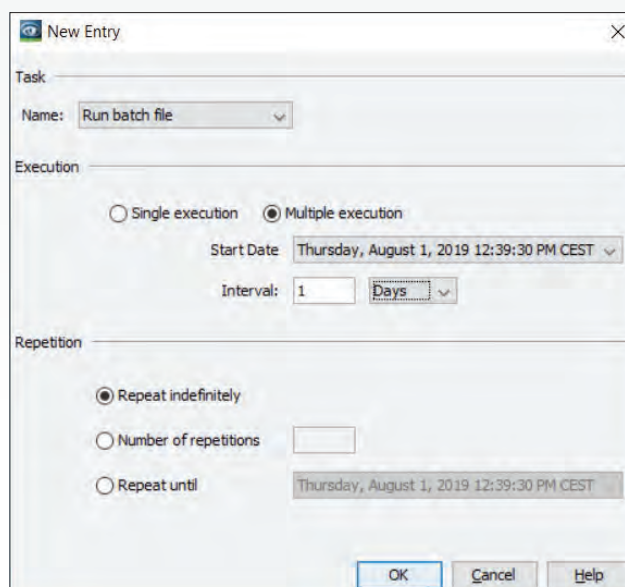 New Entry
Task
Name: Run batch file
Execution
Single execution Multiple execution
Start Date Thursday, August 1, 2019 12:39:30 PM CEST
Interval: 1 Days
Repetition
Repeat indefinitely
Number of repetitions
Repeat until Thursday, August 1, 2019 12:39:30 PM CEST
OK Cancel Help